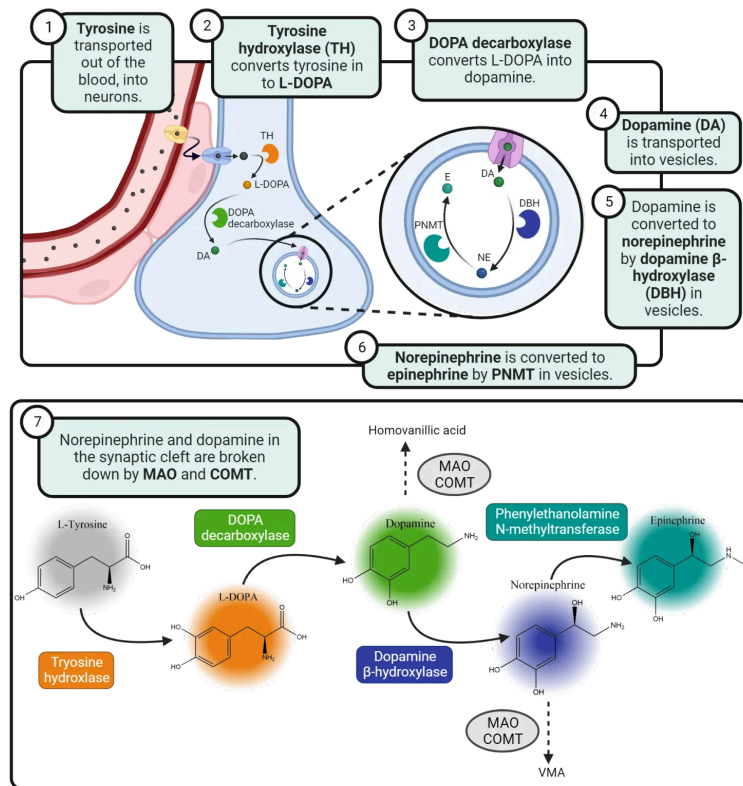 1
Tyrosine is
transported
out of the
blood, into
neurons.
2
Tyrosine
hydroxylase (TH)
converts tyrosine in
to L-DOPA
3
DOPA decarboxylase
converts L-DOPA into
dopamine.
4
Dopamine (DA)
is transported
into vesicles.
5
Dopamine is
converted to
norepinephrine
by dopamine β-
hydroxylase
(DBH) in
vesicles.
6
Norepinephrine is converted to
epinephrine by PNMT in vesicles.
TH
L-DOPA
DOPA
decarboxylase
DA
E
DA
DBH
PNMT
NE
7
Norepinephrine and dopamine in
the synaptic cleft are broken
down by MAO and COMT.
Homovanillic acid
MAO
COMT
L-Tyrosine
O
OH
NH2
OH
Tryosine
hydroxlase
DOPA
decarboxylase
L-DOPA
HO
OH
O
OH
NH2
Dopamine
NH2
OH
OH
Dopamine
β-hydroxylase
Phenylethanolamine
N-methyltransferase
Norepinephrine
OH
NH2
OH
OH
Epinephrine
OH
H
N
OH
OH
MAO
COMT
VMA